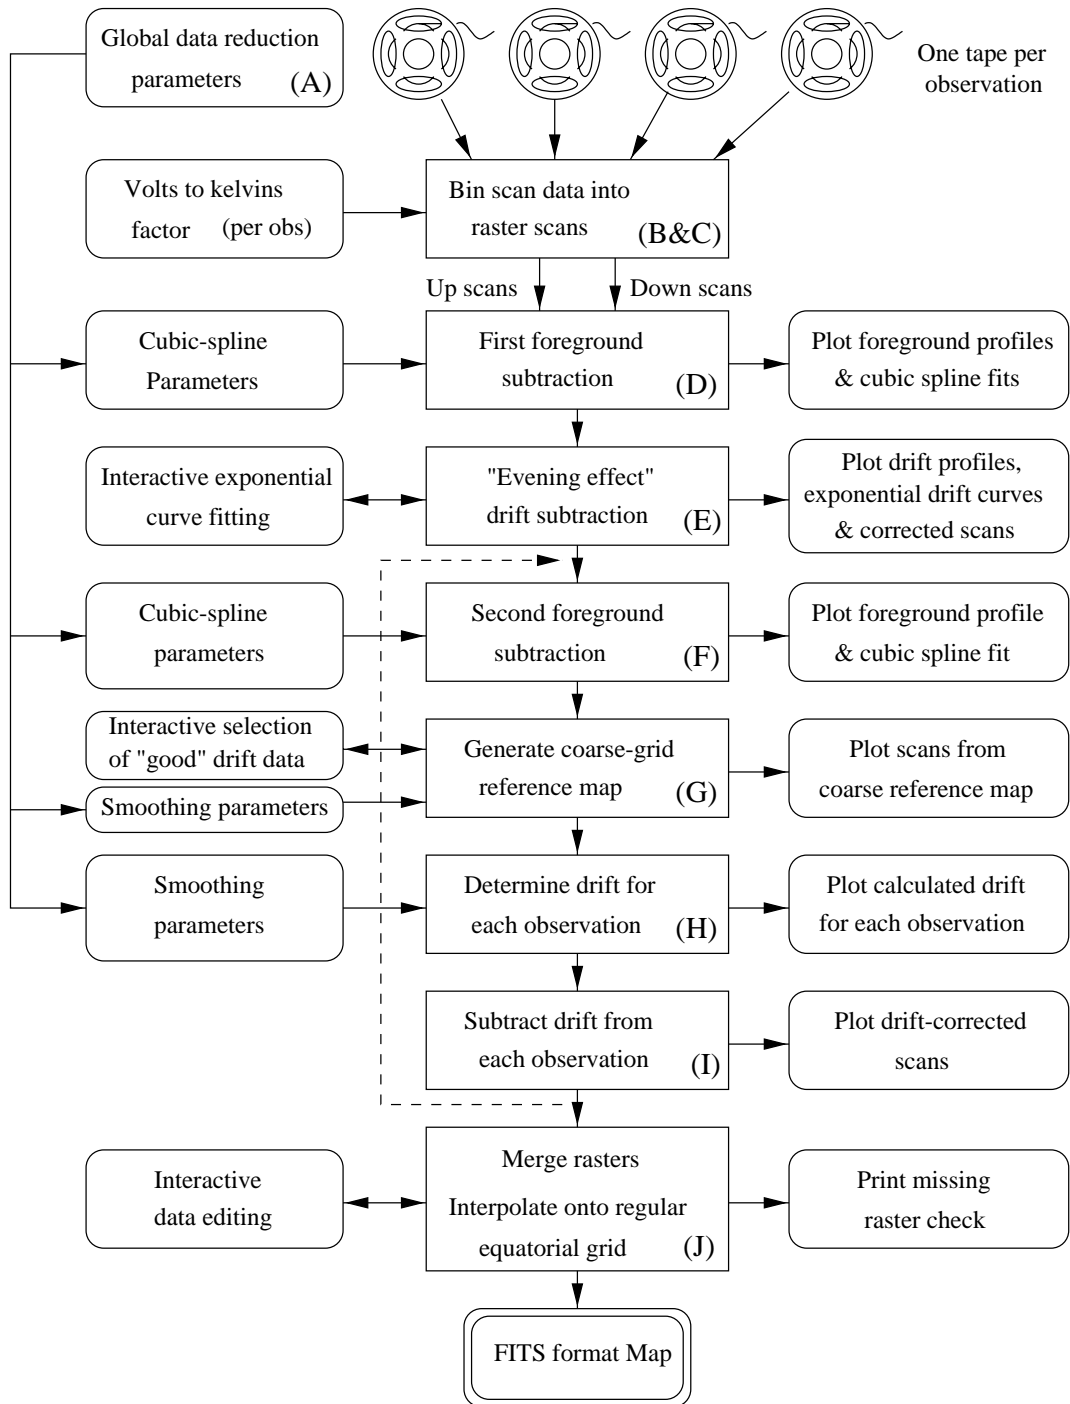 Global data reduction
parameters
(A)
One tape per
observation
Volts to kelvins
factor
(per obs)
Bin scan data into
raster scans
(B&C)
Up scans
Down scans
Cubic-spline
Parameters
First foreground
subtraction
(D)
Plot foreground profiles
& cubic spline fits
Interactive exponential
curve fitting
"Evening effect"
drift subtraction
(E)
Plot drift profiles,
exponential drift curves
& corrected scans
Cubic-spline
parameters
Second foreground
subtraction
(F)
Plot foreground profile
& cubic spline fit
Interactive selection
of "good" drift data
Smoothing parameters
Generate coarse-grid
reference map
(G)
Plot scans from
coarse reference map
Smoothing
parameters
Determine drift for
each observation
(H)
Plot calculated drift
for each observation
Subtract drift from
each observation
(I)
Plot drift-corrected
scans
Interactive
data editing
Merge rasters
Interpolate onto regular
equatorial grid
(J)
Print missing
raster check
FITS format Map